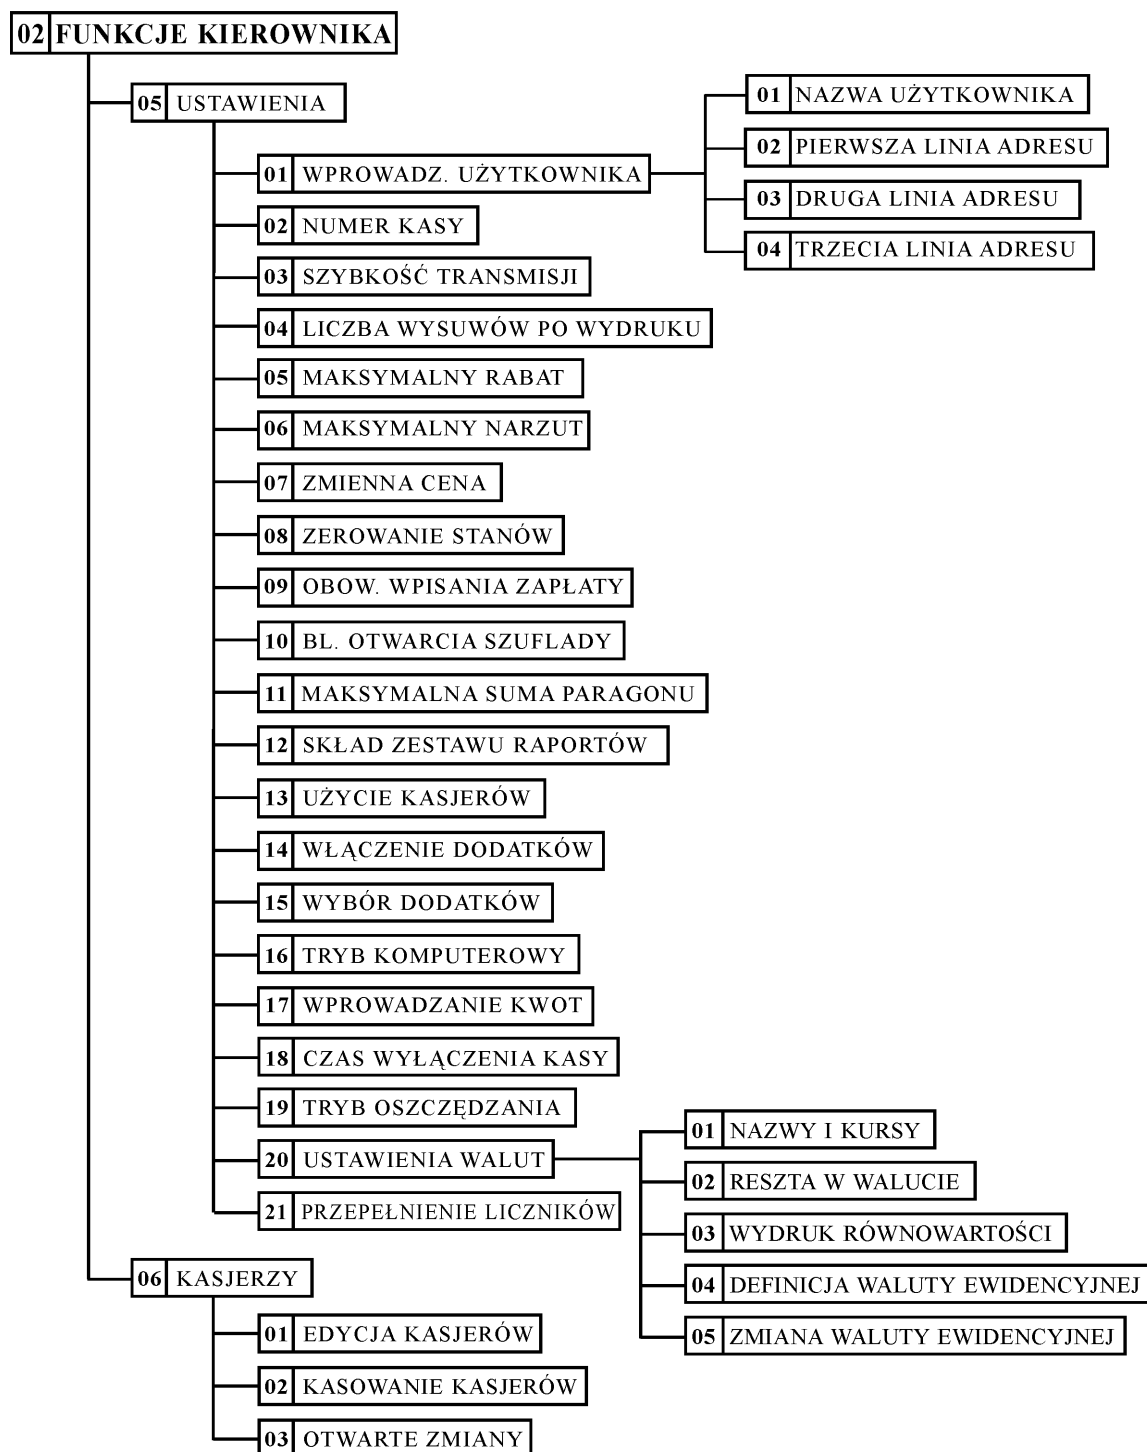 02 FUNKCJE KIEROWNIKA
05 USTAWIENIA
01 WPROWADZ. UŻYTKOWNIKA
01 NAZWA UŻYTKOWNIKA
02 PIERWSZA LINIA ADRESU
03 DRUGA LINIA ADRESU
04 TRZECIA LINIA ADRESU
02 NUMER KASY
03 SZYBKOŚĆ TRANSMISJI
04 LICZBA WYSUWÓW PO WYDRUKU
05 MAKSYMALNY RABAT
06 MAKSYMALNY NARZUT
07 ZMIENNA CENA
08 ZEROWANIE STANÓW
09 OBOW. WPISANIA ZAPŁATY
10 BL. OTWARCIA SZUFLADY
11 MAKSYMALNA SUMA PARAGONU
12 SKŁAD ZESTAWU RAPORTÓW
13 UŻYCIE KASJERÓW
14 WŁĄCZENIE DODATKÓW
15 WYBÓR DODATKÓW
16 TRYB KOMPUTEROWY
17 WPROWADZANIE KWOT
18 CZAS WYŁĄCZENIA KASY
19 TRYB OSZCZĘDZANIA
20 USTAWIENIA WALUT
01 NAZWY I KURSY
02 RESZTA W WALUCIE
03 WYDRUK RÓWNOWARTOŚCI
04 DEFINICJA WALUTY EWIDENCYJNEJ
05 ZMIANA WALUTY EWIDENCYJNEJ
21 PRZEPEŁNIENIE LICZNIKÓW
06 KASJERZY
01 EDYCJA KASJERÓW
02 KASOWANIE KASJERÓW
03 OTWARTE ZMIANY